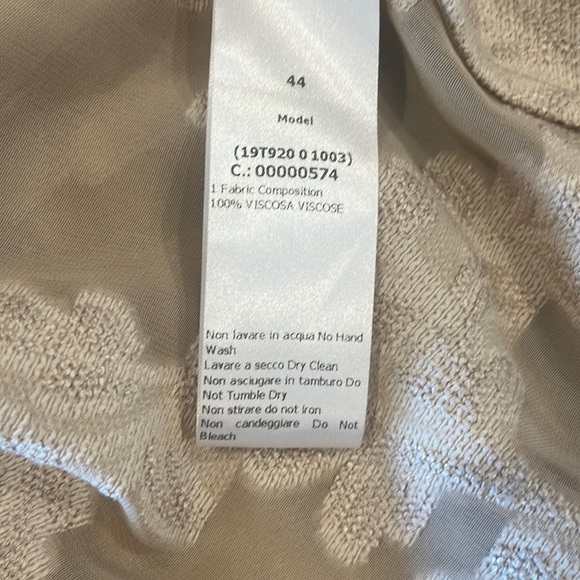 44
Model
(19T920 0 1003)
C.: 00000574
1 Fabric Composition
100% VISCOSA VISCOSE
Non lavare in acqua No Hand
Wash
Lavare a secco Dry Clean
Non asciugare in tamburo Do
Not Tumble Dry
Non stirare do not iron
Non candeggiare Do Not
Bleach